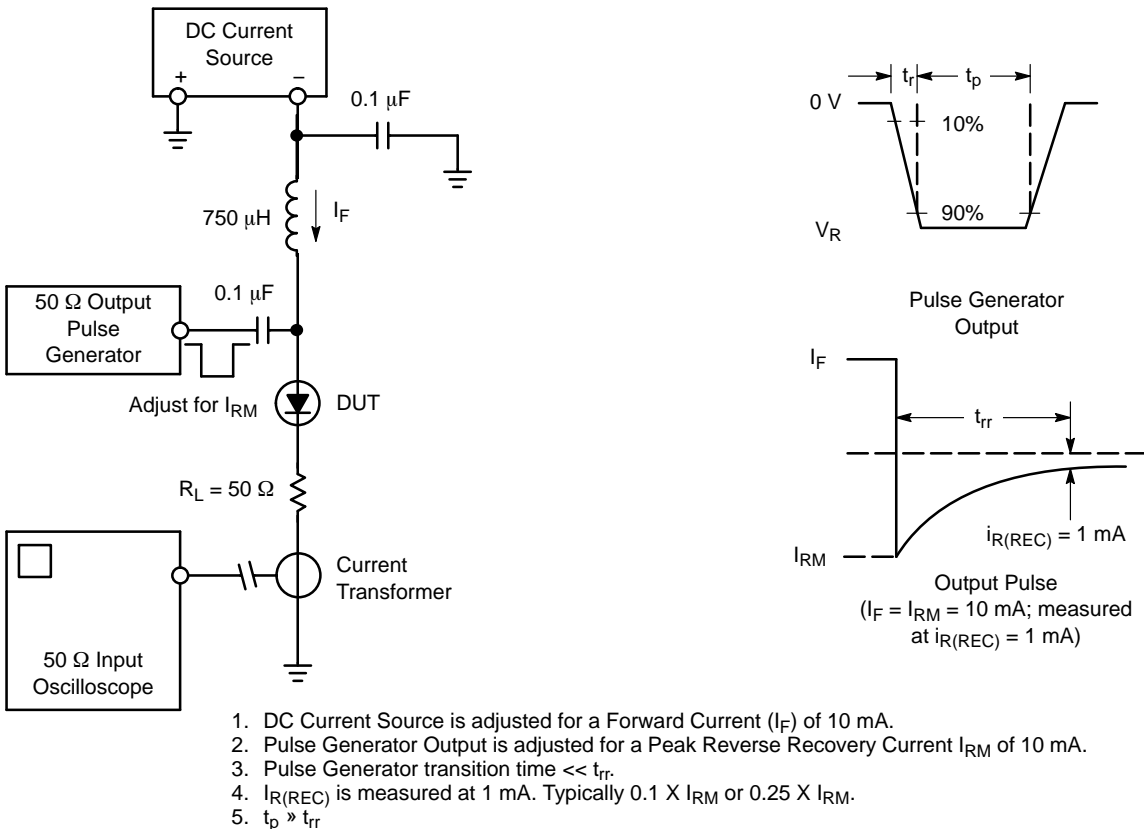 DC Current
Source
+
−
0.1 μF
750 μH
I_F
0.1 μF
50 Ω Output
Pulse
Generator
Adjust for I_RM
DUT
R_L = 50 Ω
Current
Transformer
50 Ω Input
Oscilloscope
t_r
t_p
0 V
10%
90%
V_R
Pulse Generator
Output
I_F
t_rr
i_R(REC) = 1 mA
I_RM
Output Pulse
(I_F = I_RM = 10 mA; measured
at i_R(REC) = 1 mA)
1. DC Current Source is adjusted for a Forward Current (I_F) of 10 mA.
2. Pulse Generator Output is adjusted for a Peak Reverse Recovery Current I_RM of 10 mA.
3. Pulse Generator transition time << t_rr.
4. I_R(REC) is measured at 1 mA. Typically 0.1 X I_RM or 0.25 X I_RM.
5. t_p » t_rr